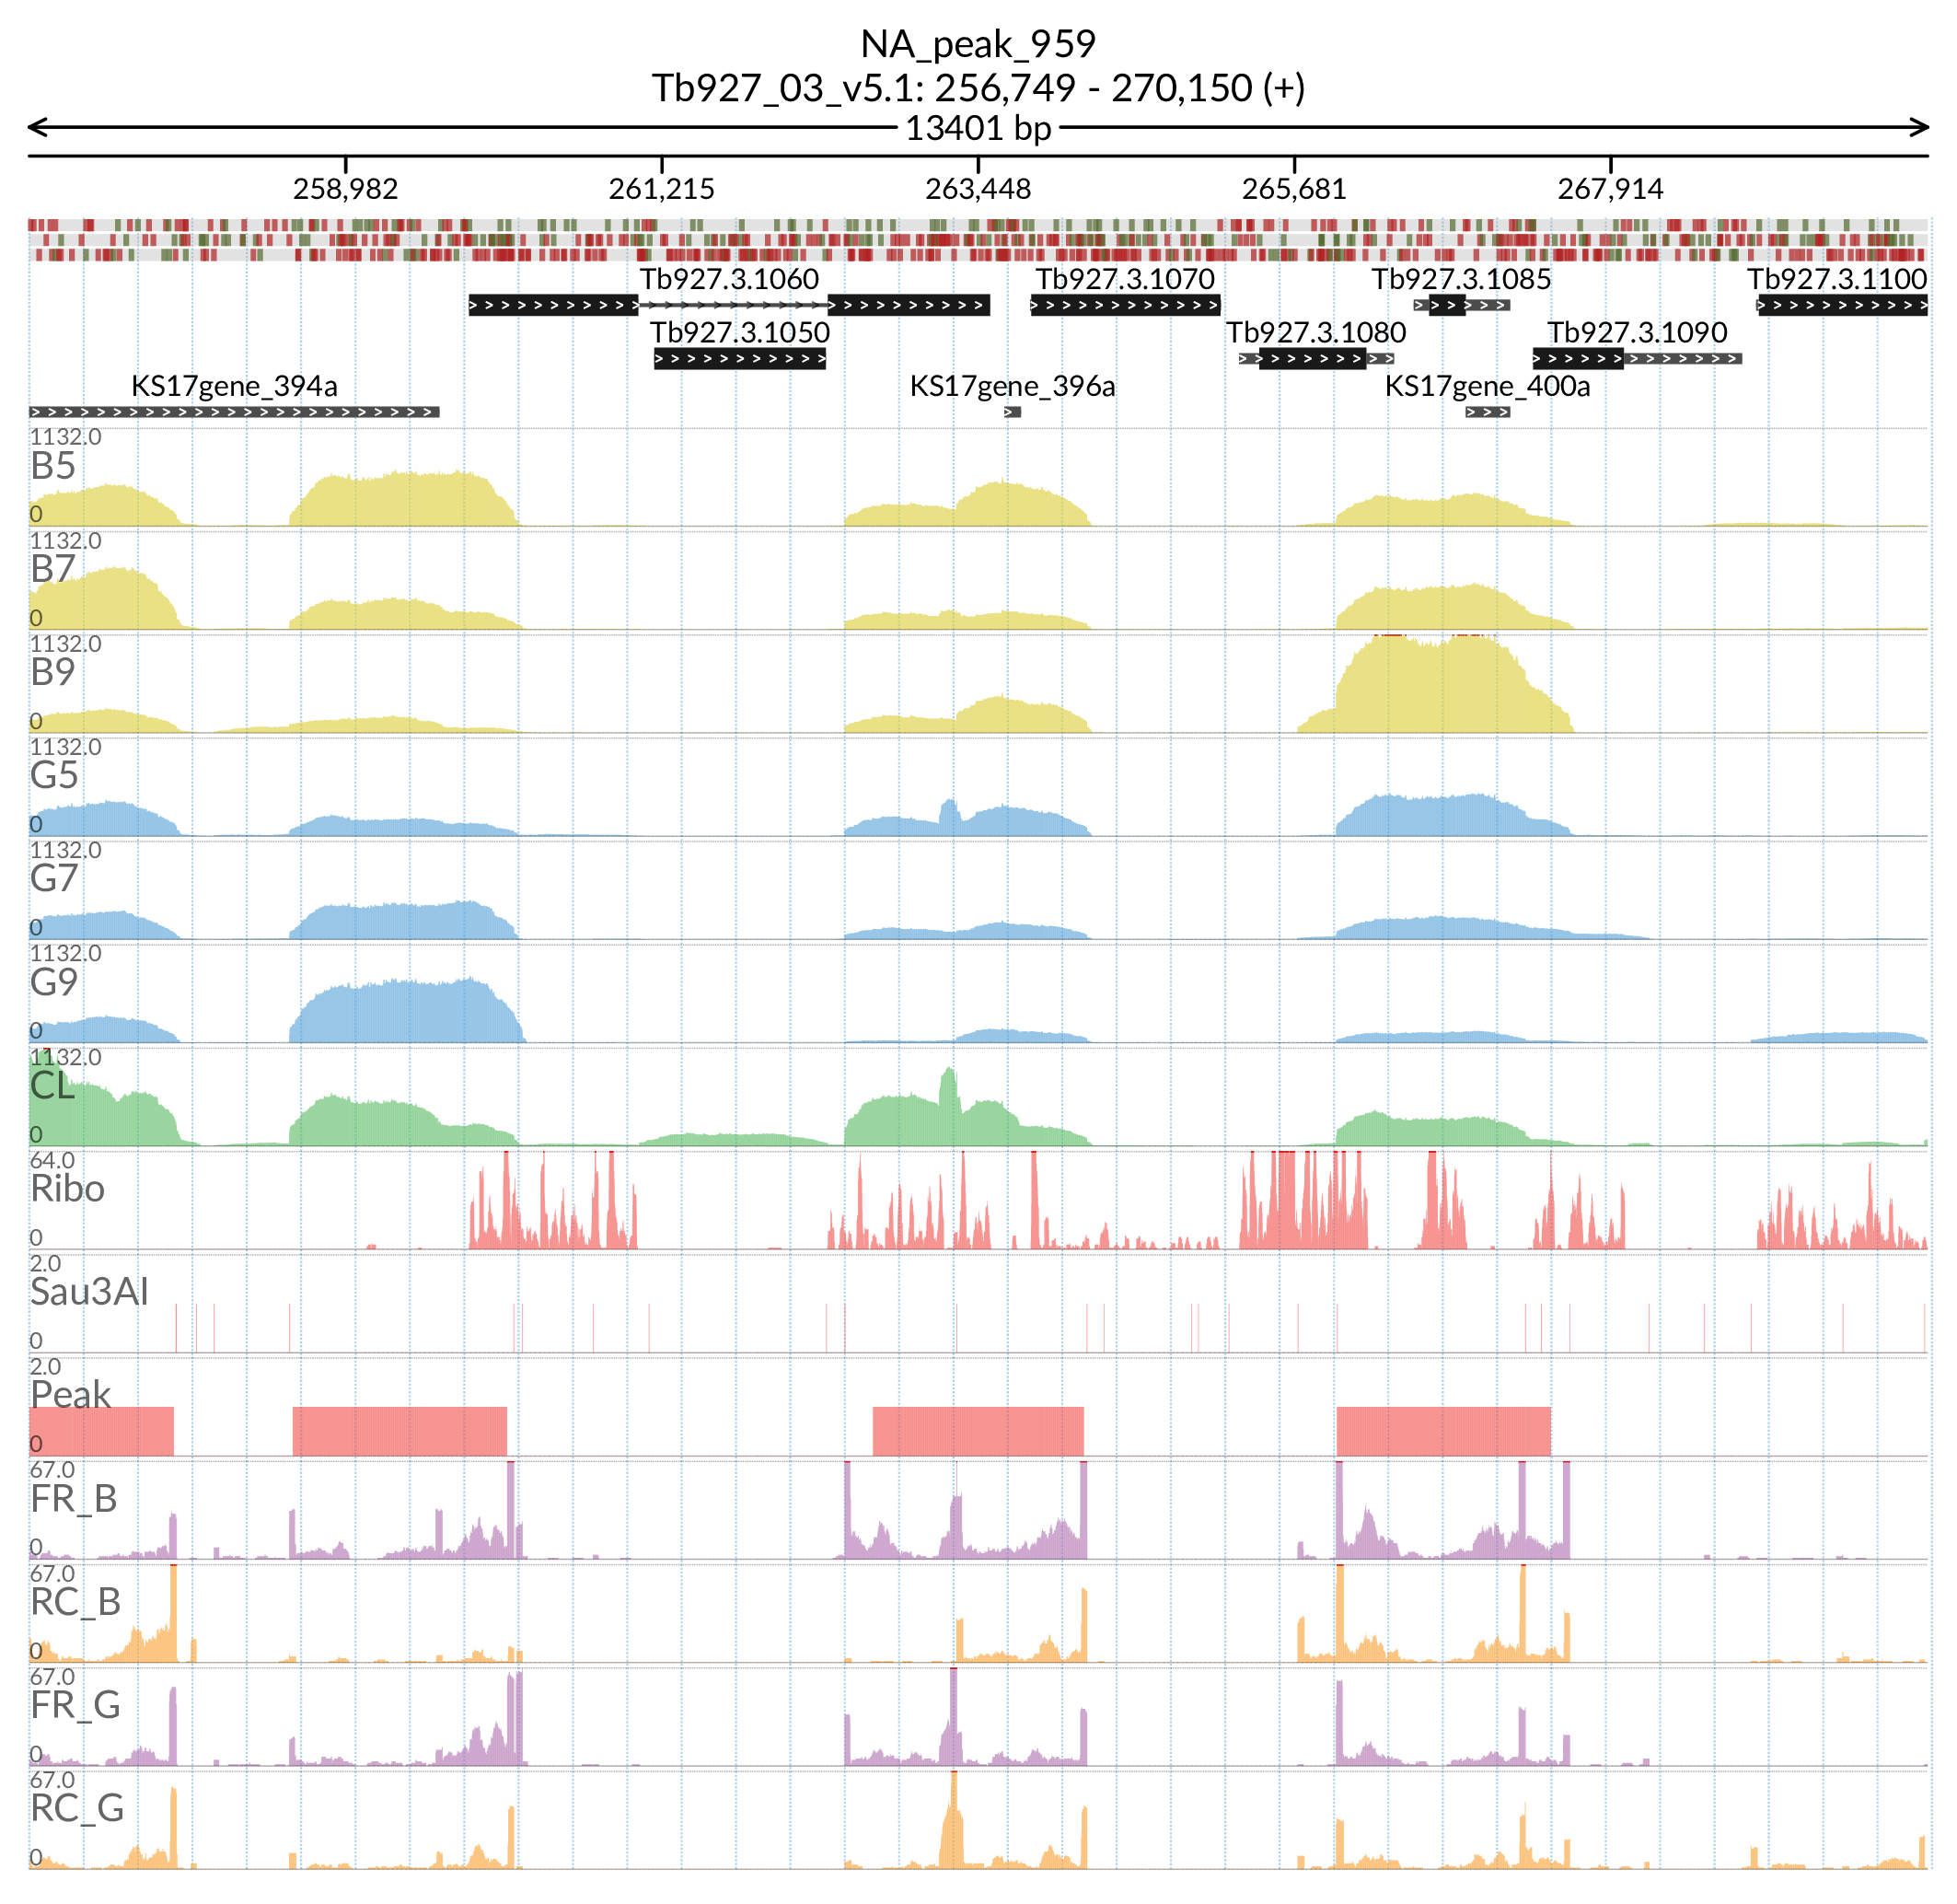 NA_peak_959
Tb927_03_v5.1: 256,749 - 270,150 (+)
13401 bp
258,982 261,215 263,448 265,681 267,914
Tb927.3.1060 Tb927.3.1070 Tb927.3.1085 Tb927.3.1100
Tb927.3.1050 Tb927.3.1080 Tb927.3.1090
KS17gene_394a KS17gene_396a KS17gene_400a
1132.0
B5
0
1132.0
B7
0
1132.0
B9
0
1132.0
G5
0
1132.0
G7
0
1132.0
G9
0
1132.0
CL
0
64.0
Ribo
0
2.0
Sau3AI
0
2.0
Peak
0
67.0
FR_B
0
67.0
RC_B
0
67.0
FR_G
0
67.0
RC_G
0